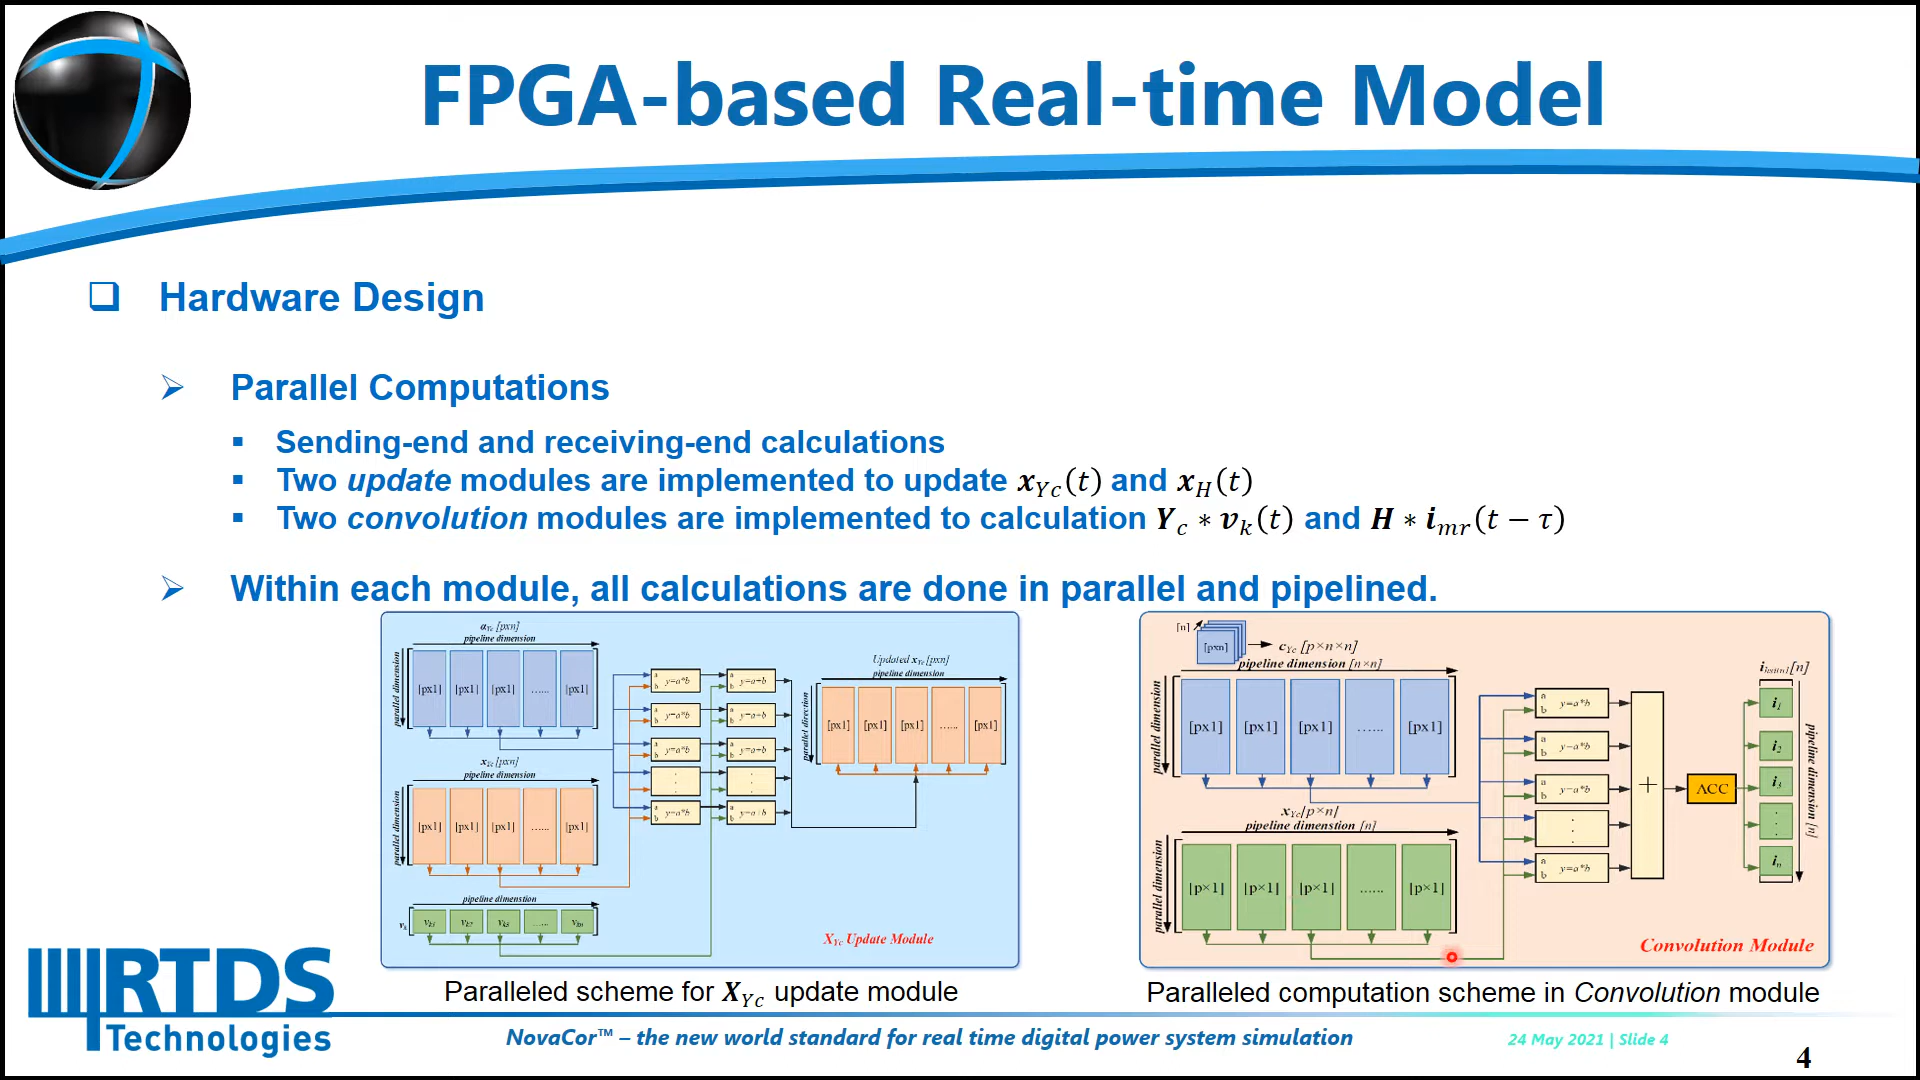 FPGA-based Real-time Model
❑ Hardware Design
➢ Parallel Computations
▪ Sending-end and receiving-end calculations
▪ Two update modules are implemented to update x_Yc(t) and x_H(t)
▪ Two convolution modules are implemented to calculation Y_c ∗ v_k(t) and H ∗ i_mr(t − τ)
➢ Within each module, all calculations are done in parallel and pipelined.
α_Yc [pxn]
pipeline dimension
parallel dimension
[px1] [px1] [px1] ...... [px1]
x_Yc [pxn]
pipeline dimension
parallel dimension
[px1] [px1] [px1] ...... [px1]
pipeline dimenstion
v_k
v_k1 v_k2 v_k3 ...... v_kn
a b y=a*b a b y=a+b
a b y=a*b a b y=a+b
a b y=a*b a b y=a+b
a b y=a*b a b y=a+b
Updated x_Yc [pxn]
pipeline dimension
parallel direction
[px1] [px1] [px1] ...... [px1]
X_Yc Update Module
Paralleled scheme for X_Yc update module
[n]
[pxn]
c_Yc [p×n×n]
pipeline dimension [n×n]
parallel dimension
[px1] [px1] [px1] ...... [px1]
x_Yc[p×n]
pipeline dimenstion [n]
parallel dimension
[p×1] [p×1] [p×1] ...... [p×1]
a b y=a*b
a b y=a*b
a b y=a*b
a b y=a*b
+
ACC
[n]
i_1
i_2
i_3
i_n
pipeline dimension [n]
Convolution Module
Paralleled computation scheme in Convolution module
RTDS
Technologies
NovaCor™ – the new world standard for real time digital power system simulation
24 May 2021 | Slide 4
4